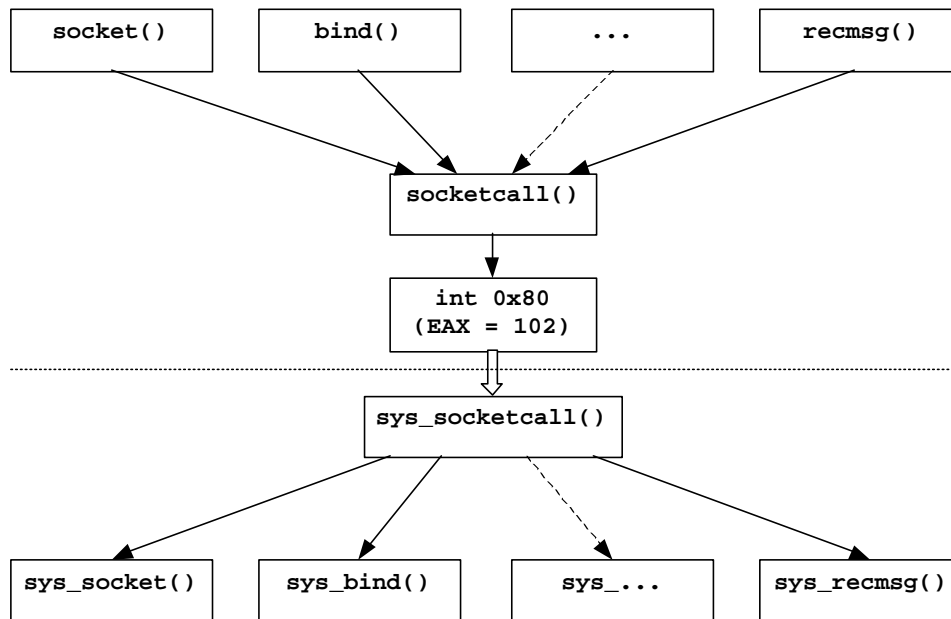 socket()
bind()
...
recmsg()
socketcall()
int 0x80
(EAX = 102)
sys_socketcall()
sys_socket()
sys_bind()
sys_...
sys_recmsg()